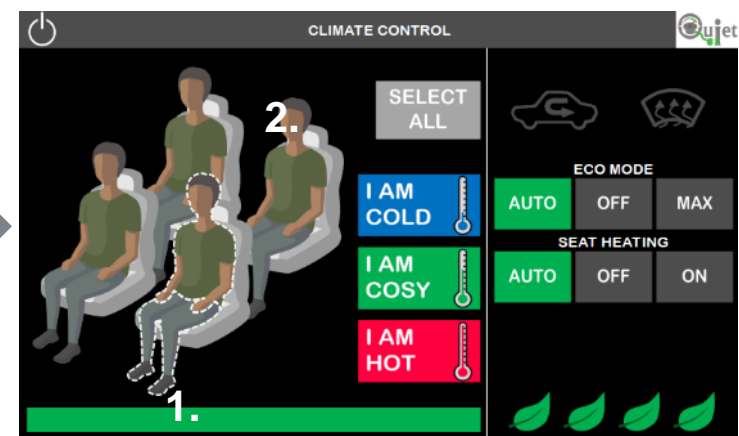 CLIMATE CONTROL
Qujet
2.
SELECT
ALL
I AM
COLD
I AM
COSY
I AM
HOT
1.
ECO MODE
AUTO OFF MAX
SEAT HEATING
AUTO OFF ON